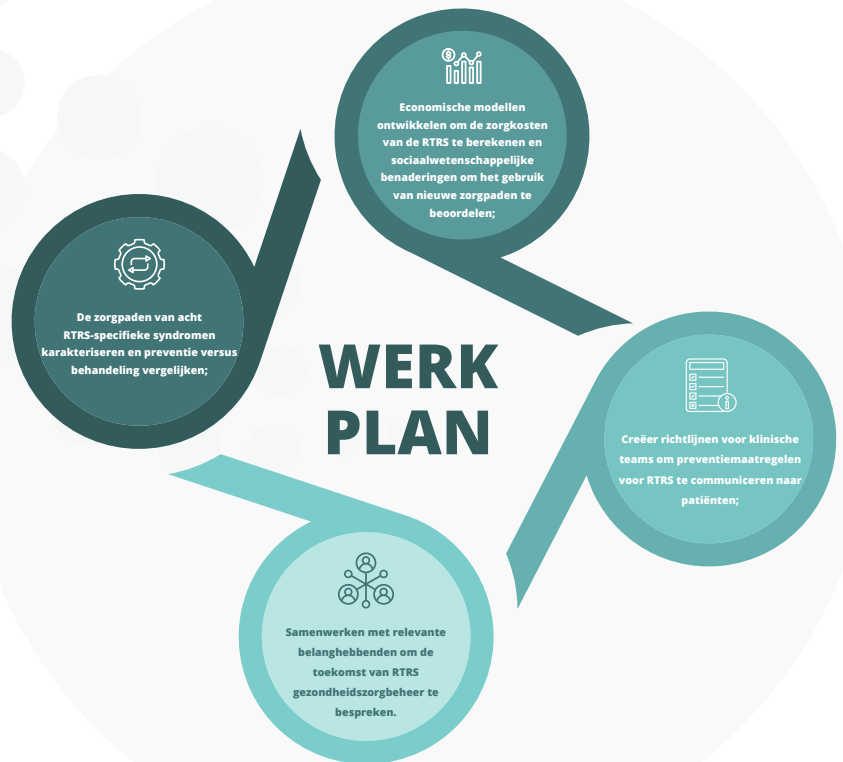 De zorgpaden van acht
RTRS-specifieke syndromen
karakteriseren en preventie versus
behandeling vergelijken;
Economische modellen
ontwikkelen om de zorgkosten
van de RTRS te berekenen en
sociaalwetenschappelijke
benaderingen om het gebruik
van nieuwe zorgpaden te
beoordelen;
Creëer richtlijnen voor klinische
teams om preventiemaatregelen
voor RTRS te communiceren naar
patiënten;
Samenwerken met relevante
belanghebbenden om de
toekomst van RTRS
gezondheidszorgbeheer te
bespreken.
WERK
PLAN